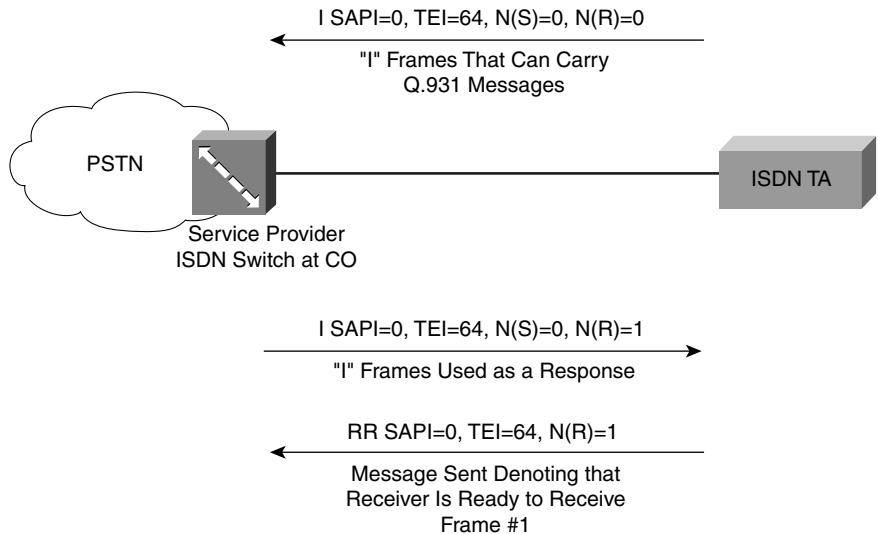 I SAPI=0, TEI=64, N(S)=0, N(R)=0
"I" Frames That Can Carry
Q.931 Messages
PSTN
ISDN TA
Service Provider
ISDN Switch at CO
I SAPI=0, TEI=64, N(S)=0, N(R)=1
"I" Frames Used as a Response
RR SAPI=0, TEI=64, N(R)=1
Message Sent Denoting that
Receiver Is Ready to Receive
Frame #1